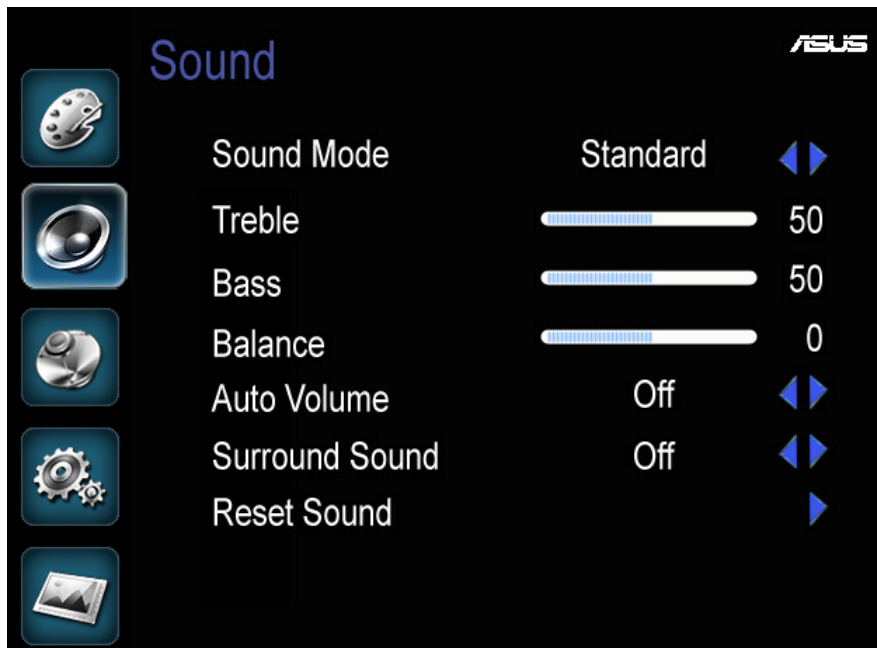 Sound
ASUS
Sound Mode Standard
Treble 50
Bass 50
Balance 0
Auto Volume Off
Surround Sound Off
Reset Sound